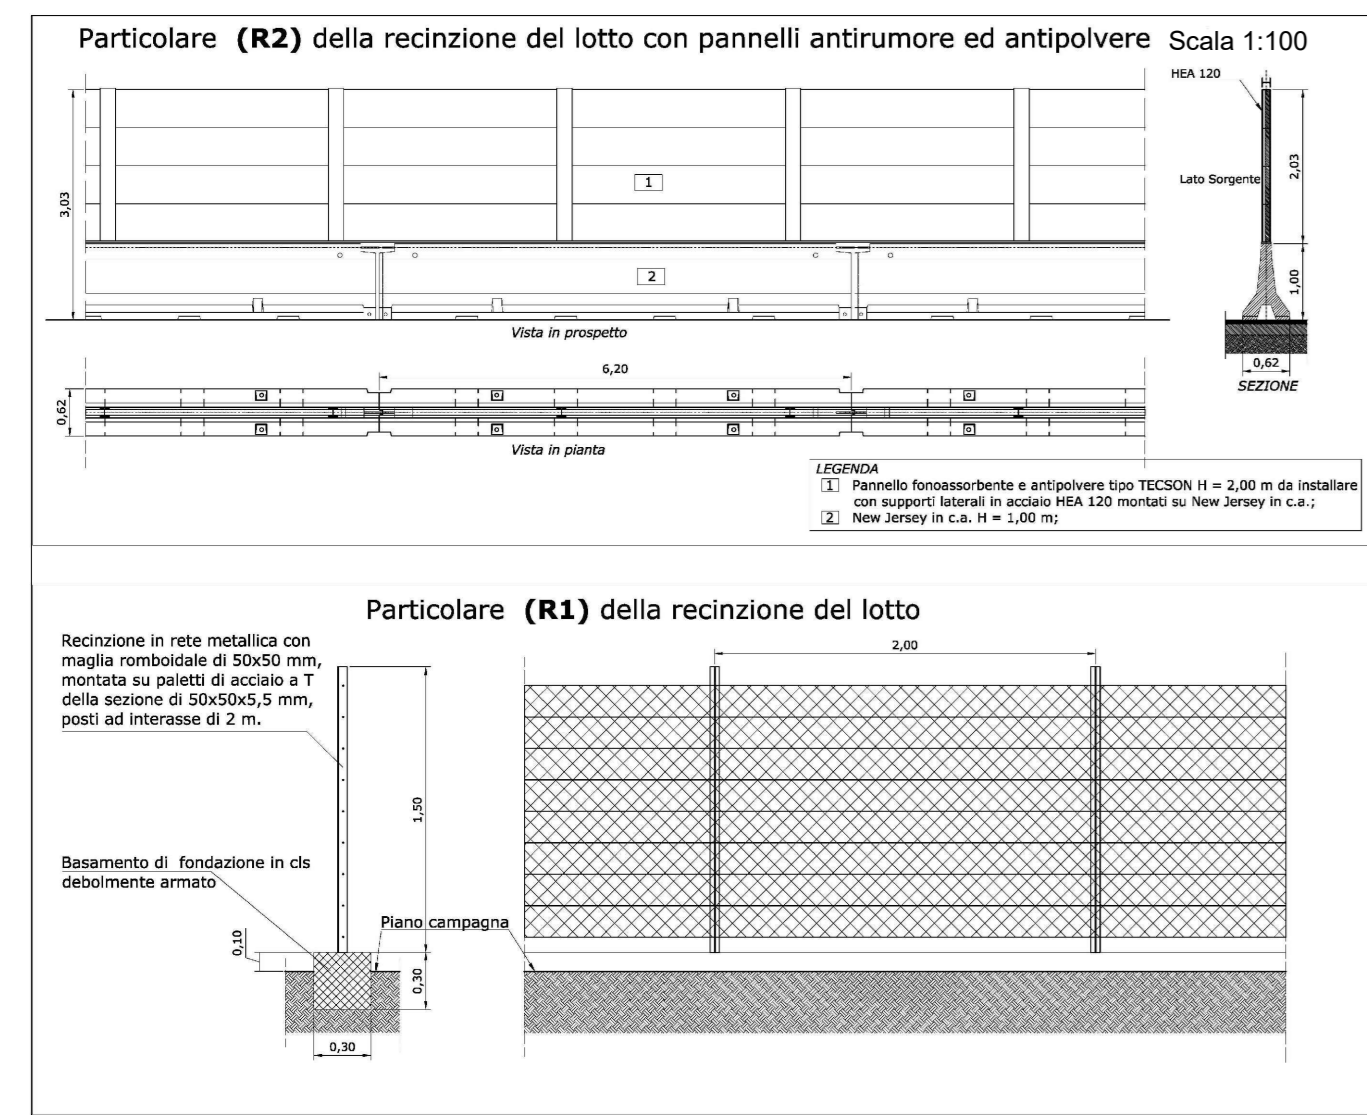 Particolare (R2) della recinzione del lotto con pannelli antirumore ed antipolvere Scala 1:100
HEA 120
3,03
1
2,03
Lato Sorgente
2
1,00
Vista in prospetto
0,62
SEZIONE
6,20
0,62
Vista in pianta
LEGENDA
1 Pannello fonoassorbente e antipolvere tipo TECSON H = 2,00 m da installare
con supporti laterali in acciaio HEA 120 montati su New Jersey in c.a.;
2 New Jersey in c.a. H = 1,00 m;
Particolare (R1) della recinzione del lotto
Recinzione in rete metallica con
maglia romboidale di 50x50 mm,
montata su paletti di acciaio a T
della sezione di 50x50x5,5 mm,
posti ad interasse di 2 m.
2,00
1,50
Basamento di fondazione in cls
debolmente armato
Piano campagna
0,10
0,30
0,30